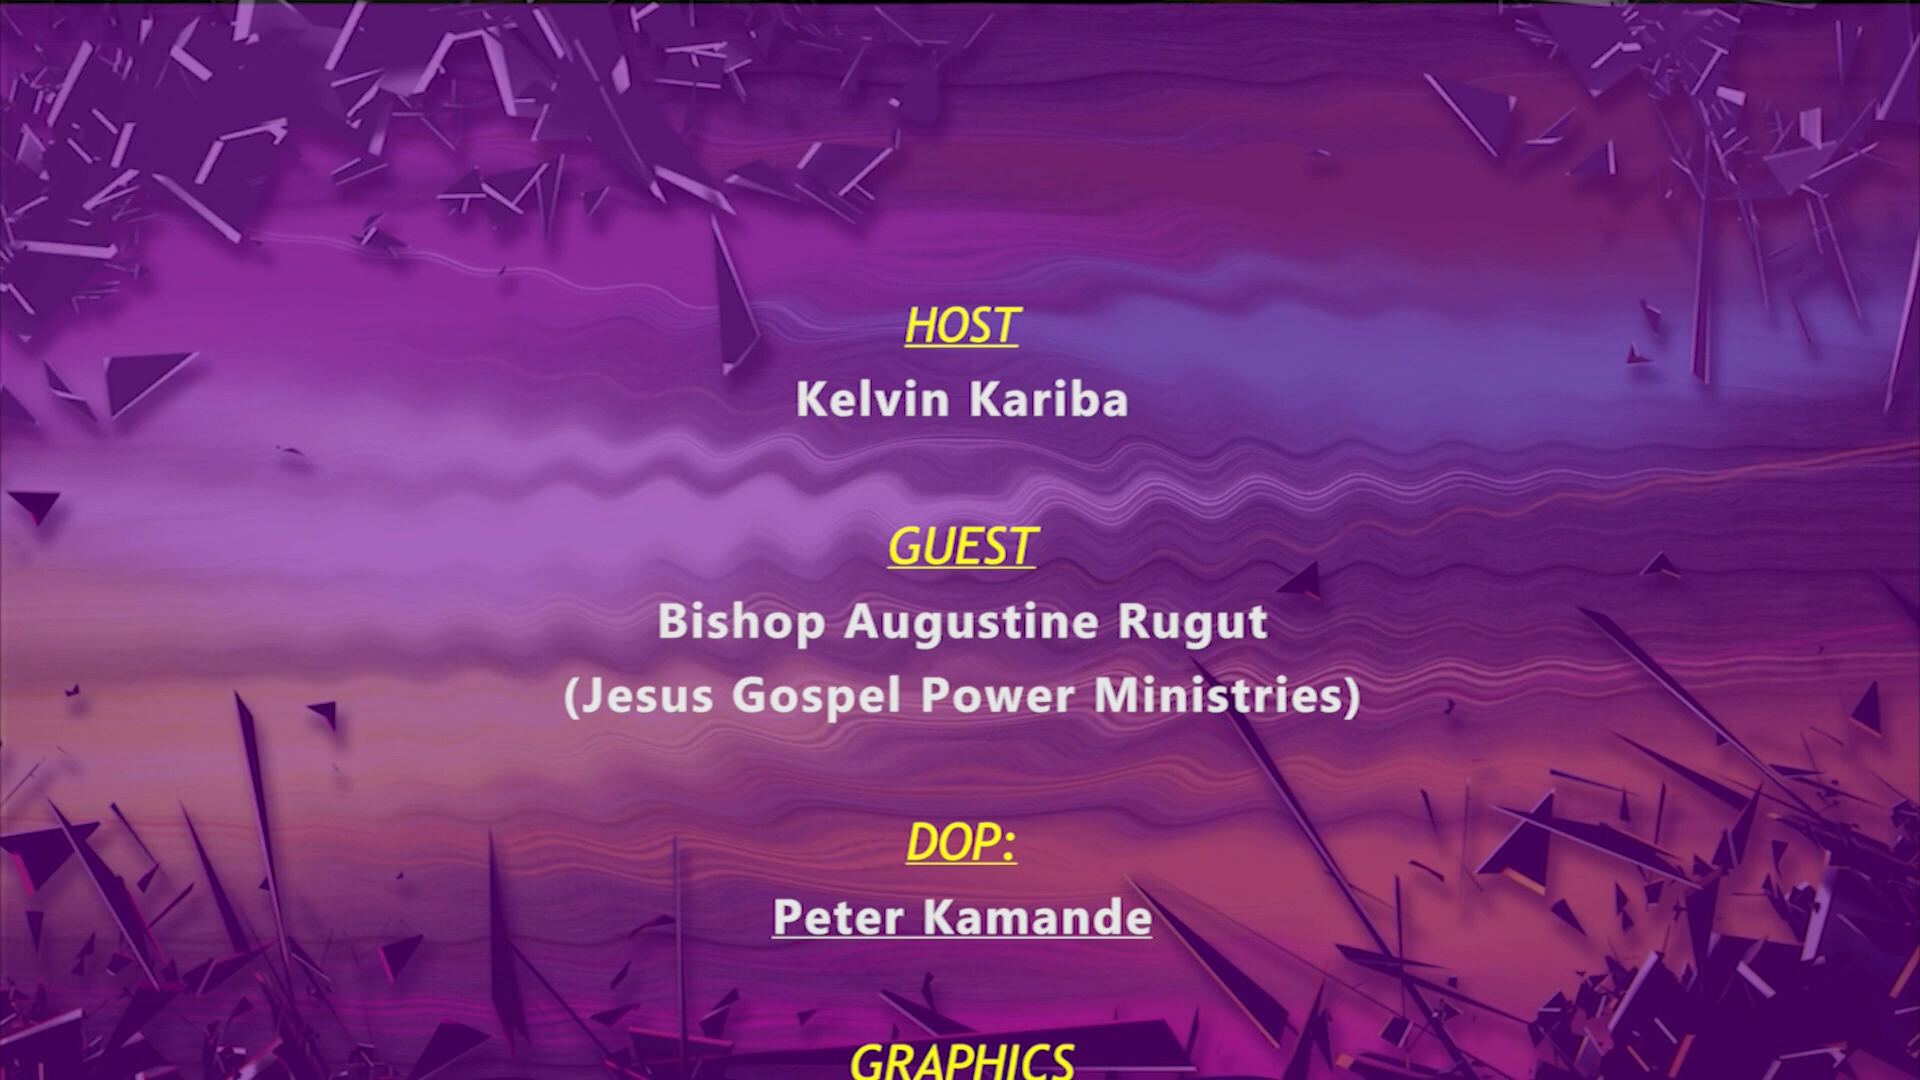 HOST
Kelvin Kariba
GUEST
Bishop Augustine Rugut
(Jesus Gospel Power Ministries)
DOP:
Peter Kamande
GRAPHICS